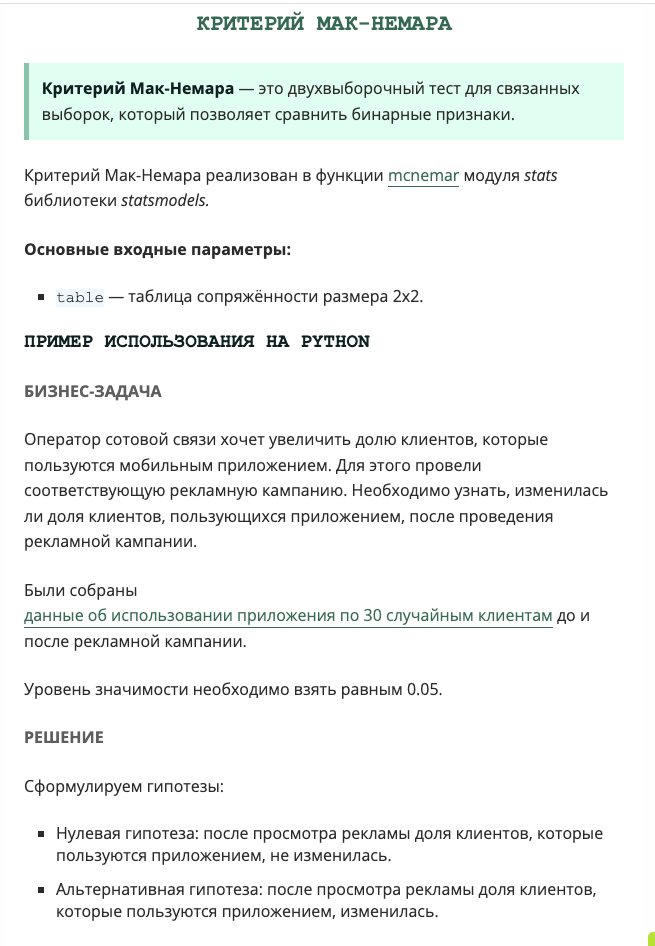 КРИТЕРИЙ МАК-НЕМАРА
Критерий Мак-Немара — это двухвыборочный тест для связанных
выборок, который позволяет сравнить бинарные признаки.
Критерий Мак-Немара реализован в функции mcnemar модуля stats
библиотеки statsmodels.
Основные входные параметры:
▪ table — таблица сопряжённости размера 2x2.
ПРИМЕР ИСПОЛЬЗОВАНИЯ НА PYTHON
БИЗНЕС-ЗАДАЧА
Оператор сотовой связи хочет увеличить долю клиентов, которые
пользуются мобильным приложением. Для этого провели
соответствующую рекламную кампанию. Необходимо узнать, изменилась
ли доля клиентов, пользующихся приложением, после проведения
рекламной кампании.
Были собраны
данные об использовании приложения по 30 случайным клиентам до и
после рекламной кампании.
Уровень значимости необходимо взять равным 0.05.
РЕШЕНИЕ
Сформулируем гипотезы:
▪ Нулевая гипотеза: после просмотра рекламы доля клиентов, которые
пользуются приложением, не изменилась.
▪ Альтернативная гипотеза: после просмотра рекламы доля клиентов,
которые пользуются приложением, изменилась.